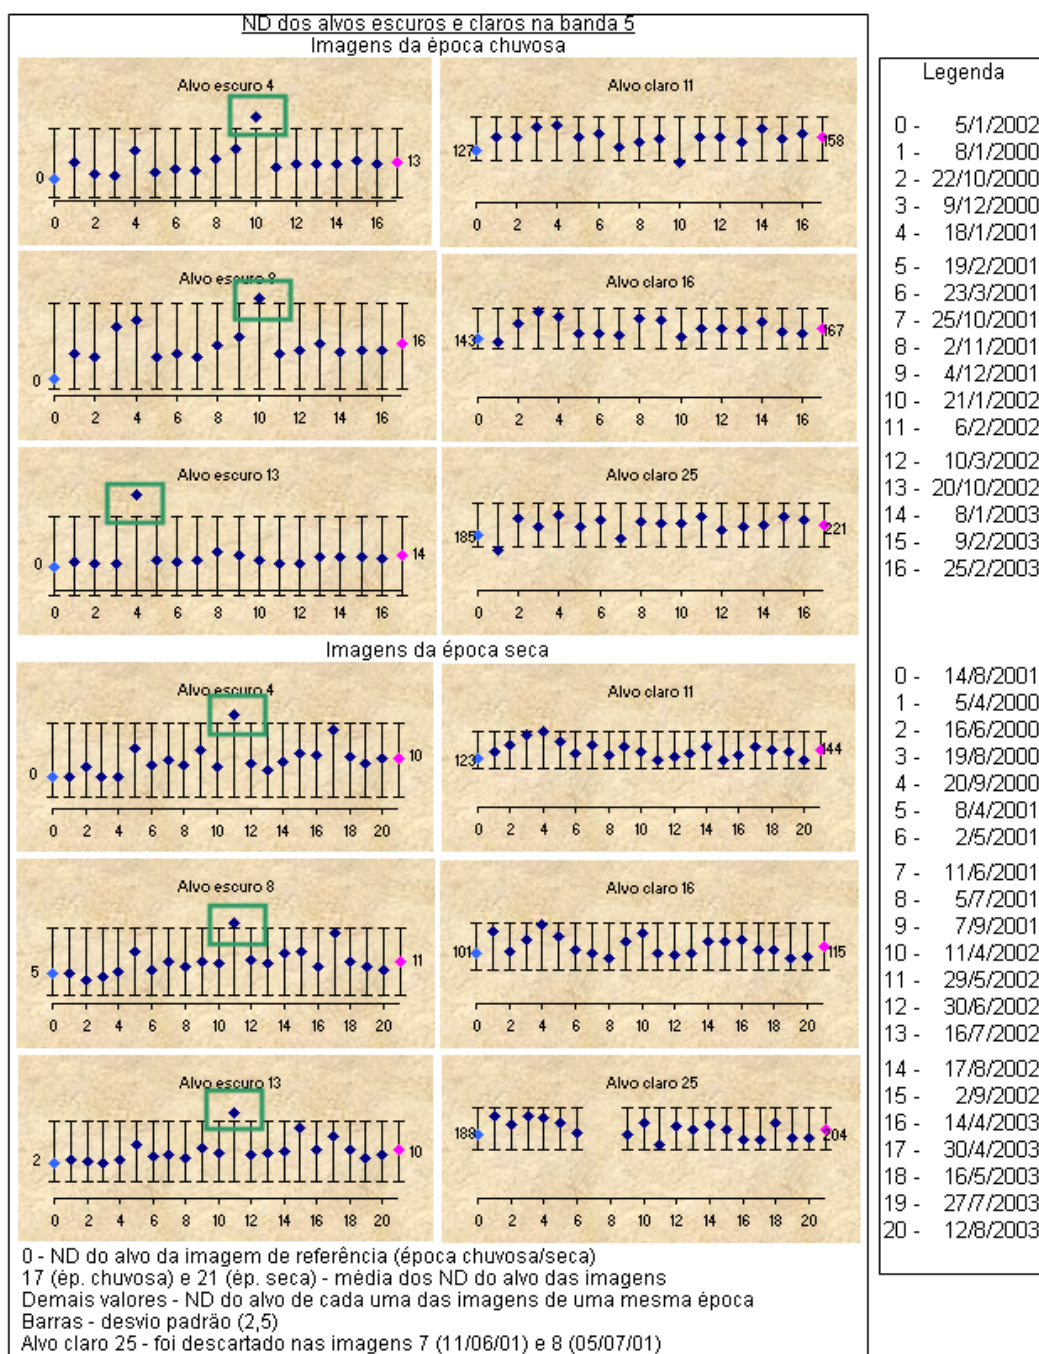 ND dos alvos escuros e claros na banda 5
Imagens da época chuvosa
Alvo escuro 4
0
13
0 2 4 6 8 10 12 14 16
Alvo claro 11
127
158
0 2 4 6 8 10 12 14 16
Alvo escuro 8
0
16
0 2 4 6 8 10 12 14 16
Alvo claro 16
143
167
0 2 4 6 8 10 12 14 16
Alvo escuro 13
0
14
0 2 4 6 8 10 12 14 16
Alvo claro 25
185
221
0 2 4 6 8 10 12 14 16
Imagens da época seca
Alvo escuro 4
0
10
0 2 4 6 8 10 12 14 16 18 20
Alvo claro 11
123
144
0 2 4 6 8 10 12 14 16 18 20
Alvo escuro 8
5
11
0 2 4 6 8 10 12 14 16 18 20
Alvo claro 16
101
115
0 2 4 6 8 10 12 14 16 18 20
Alvo escuro 13
2
10
0 2 4 6 8 10 12 14 16 18 20
Alvo claro 25
188
204
0 2 4 6 8 10 12 14 16 18 20
0 - ND do alvo da imagem de referência (época chuvosa/seca)
17 (ép. chuvosa) e 21 (ép. seca) - média dos ND do alvo das imagens
Demais valores - ND do alvo de cada uma das imagens de uma mesma época
Barras - desvio padrão (2,5)
Alvo claro 25 - foi descartado nas imagens 7 (11/06/01) e 8 (05/07/01)
Legenda
0 - 5/1/2002
1 - 8/1/2000
2 - 22/10/2000
3 - 9/12/2000
4 - 18/1/2001
5 - 19/2/2001
6 - 23/3/2001
7 - 25/10/2001
8 - 2/11/2001
9 - 4/12/2001
10 - 21/1/2002
11 - 6/2/2002
12 - 10/3/2002
13 - 20/10/2002
14 - 8/1/2003
15 - 9/2/2003
16 - 25/2/2003
0 - 14/8/2001
1 - 5/4/2000
2 - 16/6/2000
3 - 19/8/2000
4 - 20/9/2000
5 - 8/4/2001
6 - 2/5/2001
7 - 11/6/2001
8 - 5/7/2001
9 - 7/9/2001
10 - 11/4/2002
11 - 29/5/2002
12 - 30/6/2002
13 - 16/7/2002
14 - 17/8/2002
15 - 2/9/2002
16 - 14/4/2003
17 - 30/4/2003
18 - 16/5/2003
19 - 27/7/2003
20 - 12/8/2003